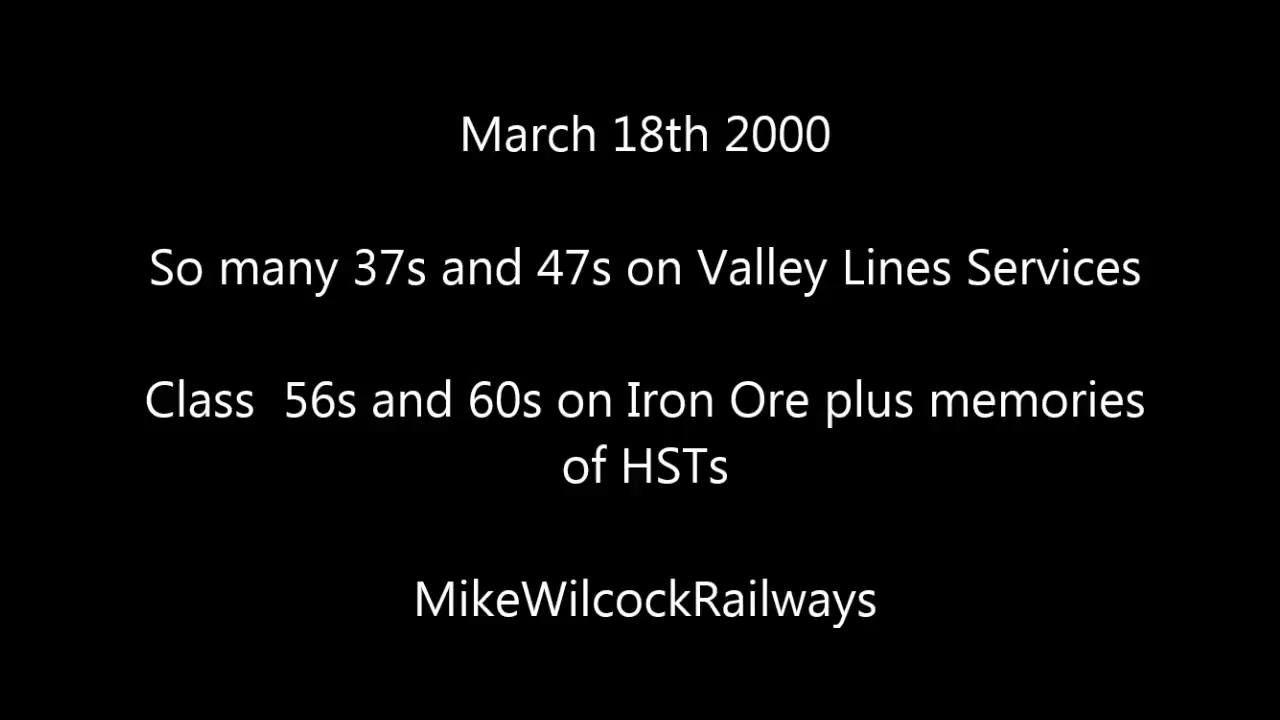 March 18th 2000
So many 37s and 47s on Valley Lines Services
Class  56s and 60s on Iron Ore plus memories
of HSTs
MikeWilcockRailways